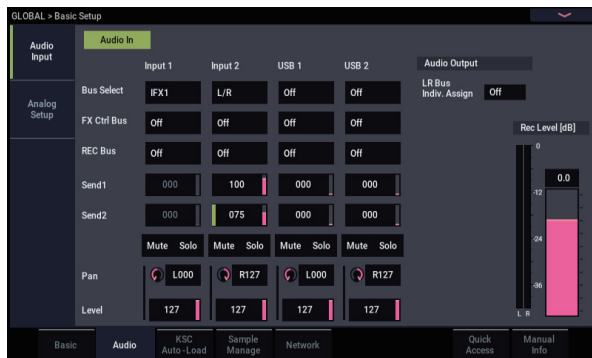 GLOBAL > Basic Setup
Audio Input
Analog Setup
Audio In
Input 1 Input 2 USB 1 USB 2
Bus Select IFX1 L/R Off Off
FX Ctrl Bus Off Off Off Off
REC Bus Off Off Off Off
Send1 000 100 000 000
Send2 000 075 000 000
Mute Solo Mute Solo Mute Solo Mute Solo
Pan L000 R127 L000 R127
Level 127 127 127 127
Audio Output
LR Bus
Indiv. Assign Off
Rec Level [dB]
0
0.0
-12
-24
-36
L R
Basic Audio KSC Auto-Load Sample Manage Network Quick Access Manual Info